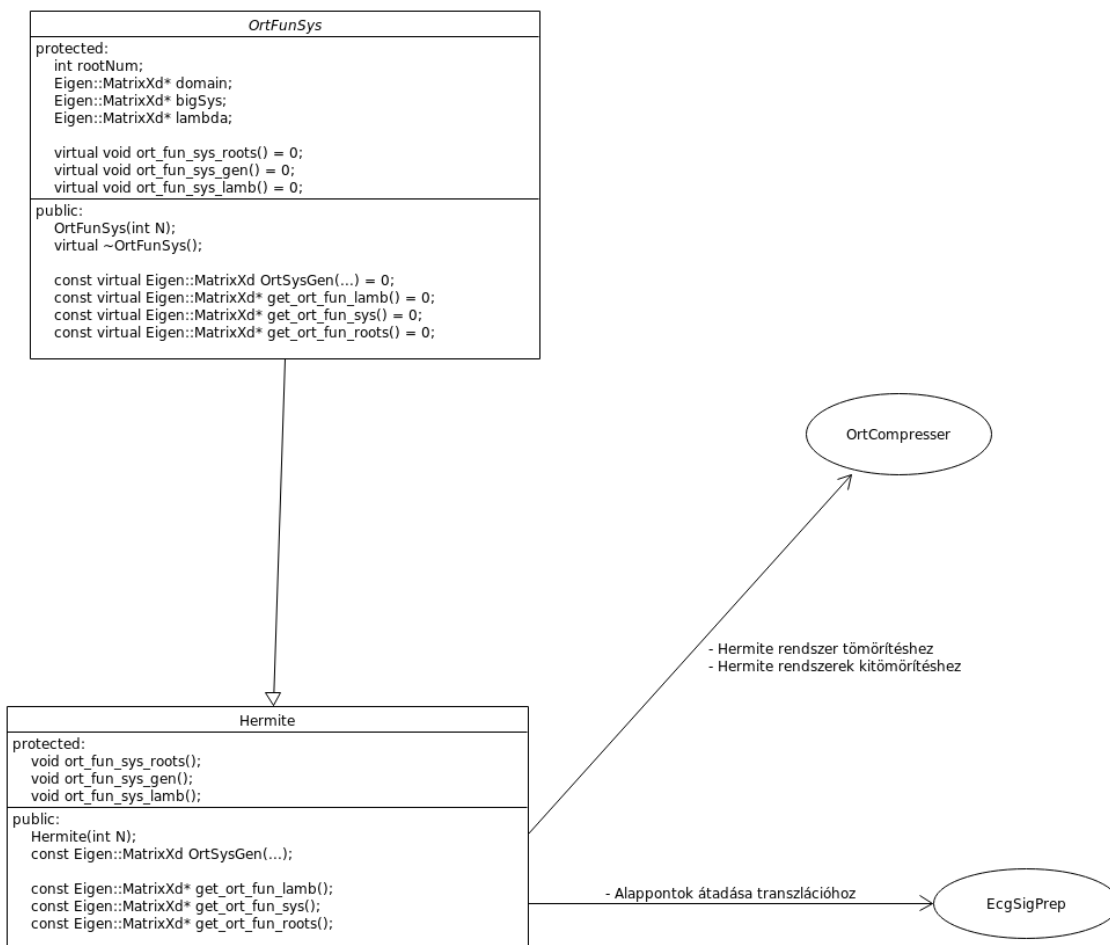 OrtFunSys
protected:
int rootNum;
Eigen::MatrixXd* domain;
Eigen::MatrixXd* bigSys;
Eigen::MatrixXd* lambda;
virtual void ort_fun_sys_roots() = 0;
virtual void ort_fun_sys_gen() = 0;
virtual void ort_fun_sys_lamb() = 0;
public:
OrtFunSys(int N);
virtual ~OrtFunSys();
const virtual Eigen::MatrixXd OrtSysGen(...) = 0;
const virtual Eigen::MatrixXd* get_ort_fun_lamb() = 0;
const virtual Eigen::MatrixXd* get_ort_fun_sys() = 0;
const virtual Eigen::MatrixXd* get_ort_fun_roots() = 0;
OrtCompresser
- Hermite rendszer tömörítéshez
- Hermite rendszerek kitömörítéshez
Hermite
protected:
void ort_fun_sys_roots();
void ort_fun_sys_gen();
void ort_fun_sys_lamb();
public:
Hermite(int N);
const Eigen::MatrixXd OrtSysGen(...);
const Eigen::MatrixXd* get_ort_fun_lamb();
const Eigen::MatrixXd* get_ort_fun_sys();
const Eigen::MatrixXd* get_ort_fun_roots();
- Alappontok átadása transzlációhoz
EcgSigPrep